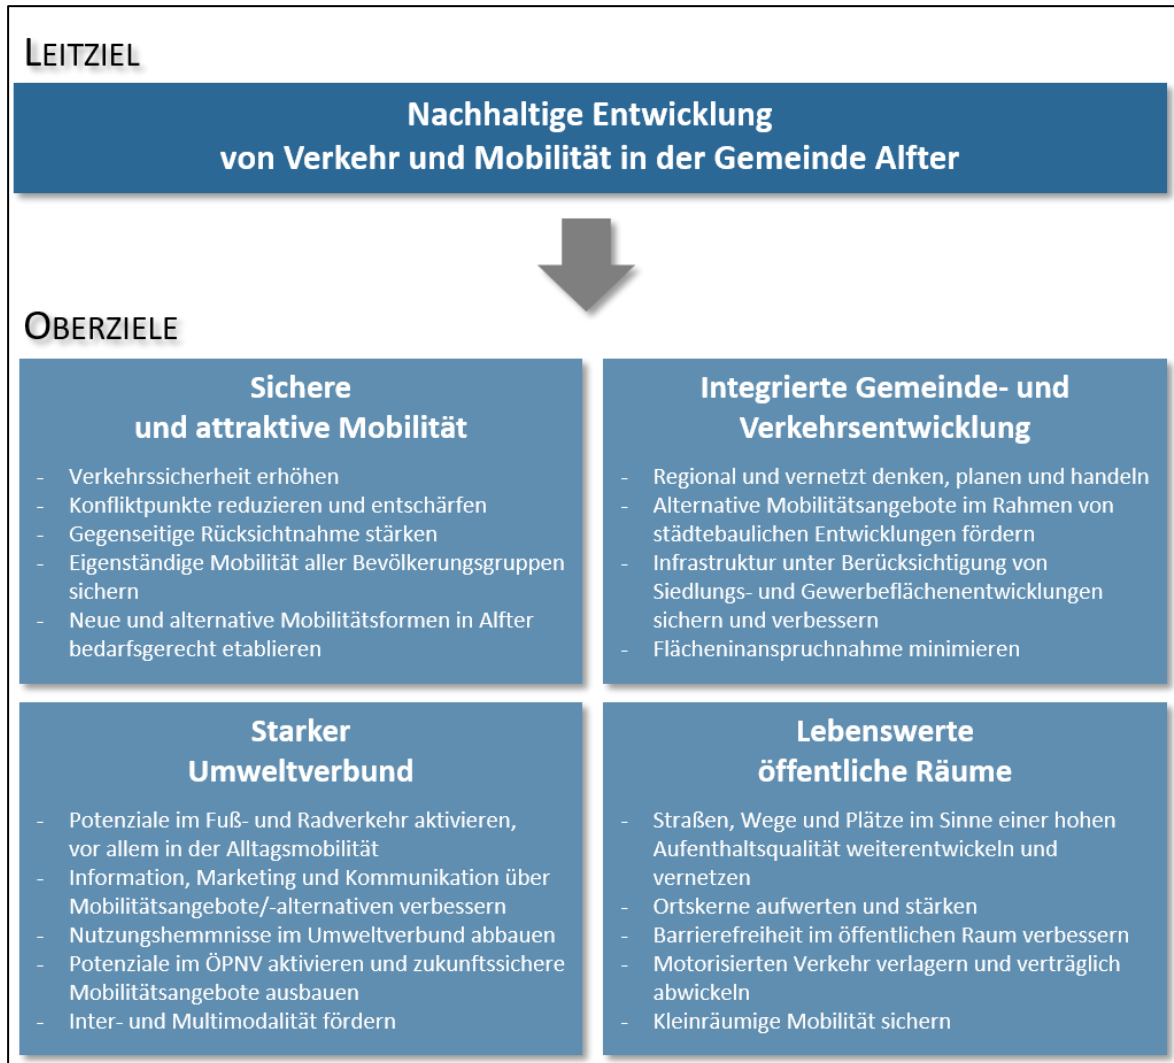 LEITZIEL
Nachhaltige Entwicklung
von Verkehr und Mobilität in der Gemeinde Alfter
OBERZIELE
Sichere
und attraktive Mobilität
- Verkehrssicherheit erhöhen
- Konfliktpunkte reduzieren und entschärfen
- Gegenseitige Rücksichtnahme stärken
- Eigenständige Mobilität aller Bevölkerungsgruppen
sichern
- Neue und alternative Mobilitätsformen in Alfter
bedarfsgerecht etablieren
Integrierte Gemeinde- und
Verkehrsentwicklung
- Regional und vernetzt denken, planen und handeln
- Alternative Mobilitätsangebote im Rahmen von
städtebaulichen Entwicklungen fördern
- Infrastruktur unter Berücksichtigung von
Siedlungs- und Gewerbeflächenentwicklungen
sichern und verbessern
- Flächeninanspruchnahme minimieren
Starker
Umweltverbund
- Potenziale im Fuß- und Radverkehr aktivieren,
vor allem in der Alltagsmobilität
- Information, Marketing und Kommunikation über
Mobilitätsangebote/-alternativen verbessern
- Nutzungshemmnisse im Umweltverbund abbauen
- Potenziale im ÖPNV aktivieren und zukunftssichere
Mobilitätsangebote ausbauen
- Inter- und Multimodalität fördern
Lebenswerte
öffentliche Räume
- Straßen, Wege und Plätze im Sinne einer hohen
Aufenthaltsqualität weiterentwickeln und
vernetzen
- Ortskerne aufwerten und stärken
- Barrierefreiheit im öffentlichen Raum verbessern
- Motorisierten Verkehr verlagern und verträglich
abwickeln
- Kleinräumige Mobilität sichern